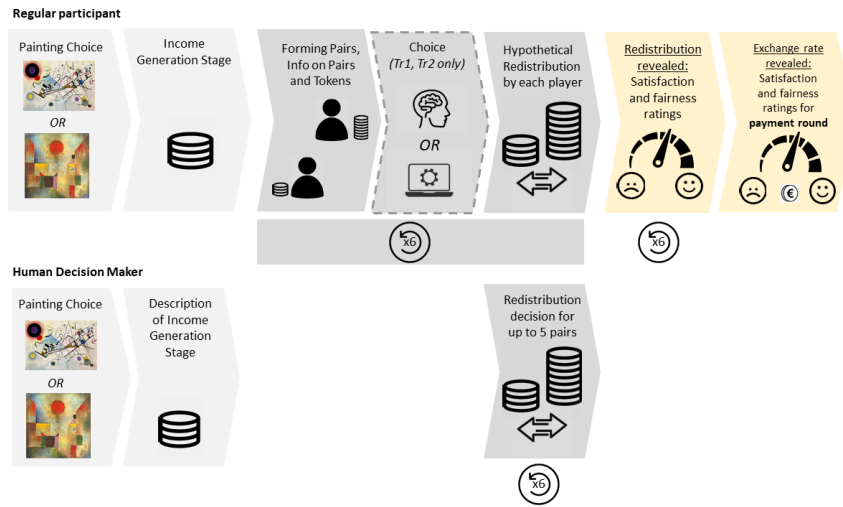 Regular participant
Painting Choice
OR
Income
Generation Stage
Forming Pairs,
Info on Pairs
and Tokens
Choice
(Tr1, Tr2 only)
OR
Hypothetical
Redistribution
by each player
Redistribution
revealed:
Satisfaction
and fairness
ratings
Exchange rate
revealed:
Satisfaction
and fairness
ratings for
payment round
€
x6
x6
Human Decision Maker
Painting Choice
OR
Description
of Income
Generation
Stage
Redistribution
decision for
up to 5 pairs
x6